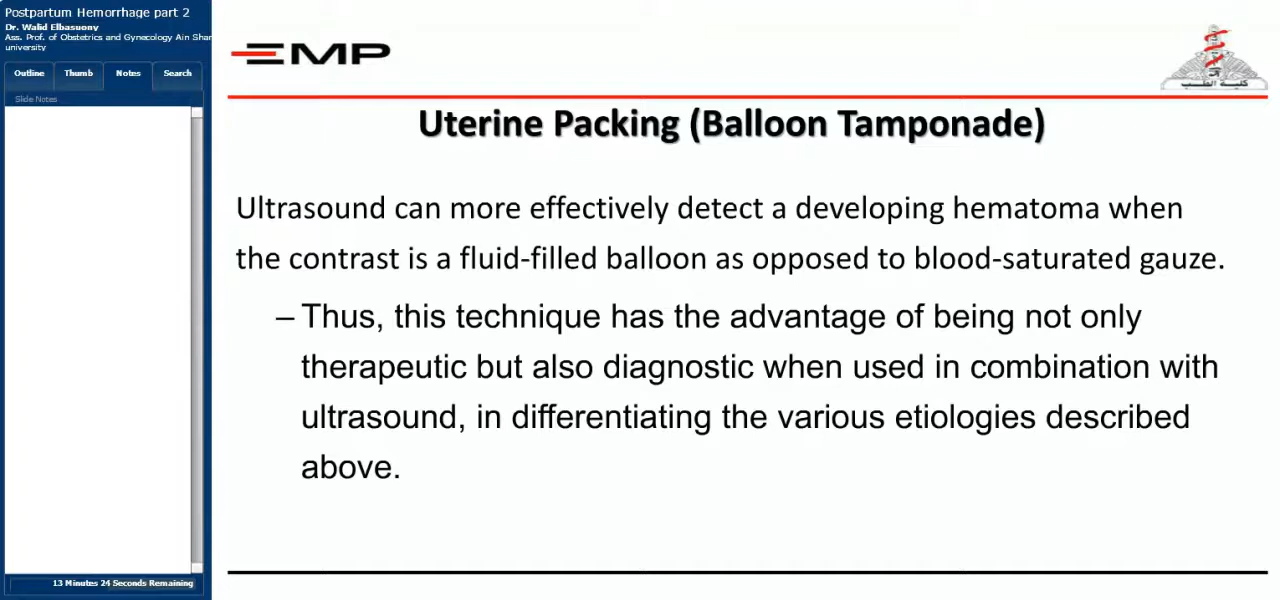 Postpartum Hemorrhage part 2
Dr. Walid Elbasuony
Ass. Prof. of Obstetrics and Gynecology Ain Shar
university
Outline
Thumb
Notes
Search
Slide Notes
EMP
كلية الطب
Uterine Packing (Balloon Tamponade)
Ultrasound can more effectively detect a developing hematoma when
the contrast is a fluid-filled balloon as opposed to blood-saturated gauze.
– Thus, this technique has the advantage of being not only
therapeutic but also diagnostic when used in combination with
ultrasound, in differentiating the various etiologies described
above.
13 Minutes 24 Seconds Remaining